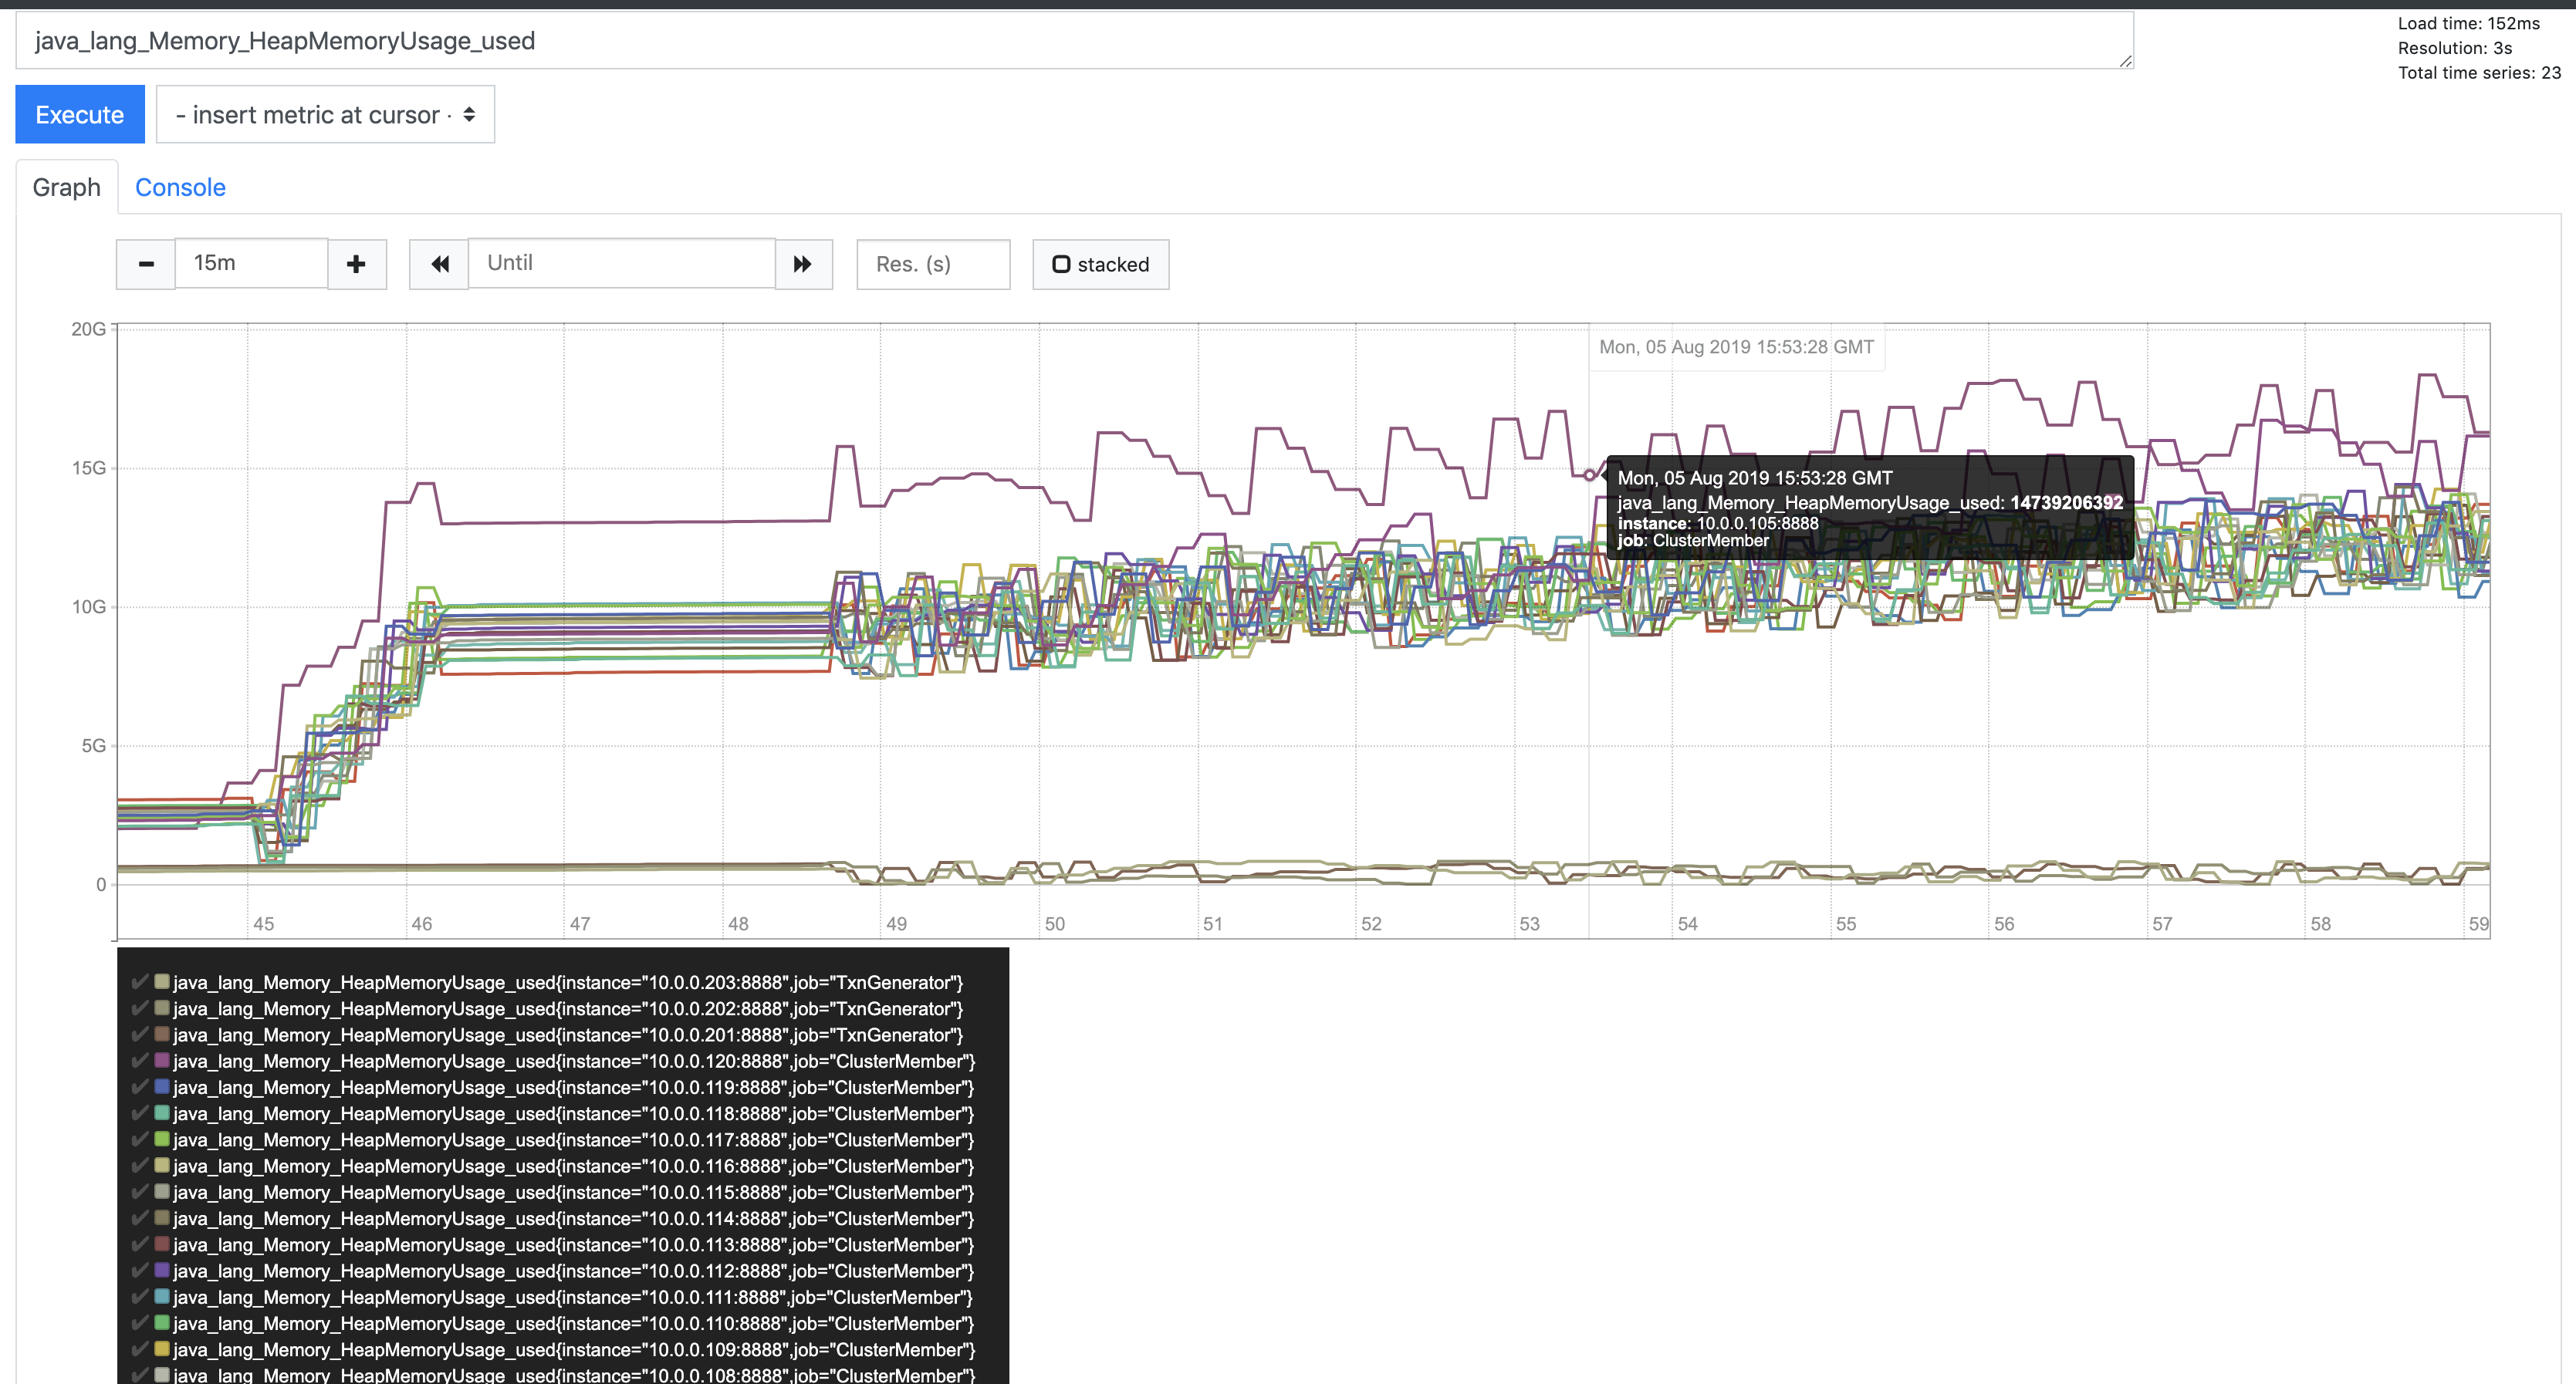 java_lang_Memory_HeapMemoryUsage_used
Load time: 152ms
Resolution: 3s
Total time series: 23
Execute
- insert metric at cursor -
Graph
Console
15m
Until
Res. (s)
stacked
20G
15G
10G
5G
0
Mon, 05 Aug 2019 15:53:28 GMT
Mon, 05 Aug 2019 15:53:28 GMT
java_lang_Memory_HeapMemoryUsage_used: 14739206392
instance: 10.0.0.105:8888
job: ClusterMember
45 46 47 48 49 50 51 52 53 54 55 56 57 58 59
java_lang_Memory_HeapMemoryUsage_used{instance="10.0.0.203:8888",job="TxnGenerator"}
java_lang_Memory_HeapMemoryUsage_used{instance="10.0.0.202:8888",job="TxnGenerator"}
java_lang_Memory_HeapMemoryUsage_used{instance="10.0.0.201:8888",job="TxnGenerator"}
java_lang_Memory_HeapMemoryUsage_used{instance="10.0.0.120:8888",job="ClusterMember"}
java_lang_Memory_HeapMemoryUsage_used{instance="10.0.0.119:8888",job="ClusterMember"}
java_lang_Memory_HeapMemoryUsage_used{instance="10.0.0.118:8888",job="ClusterMember"}
java_lang_Memory_HeapMemoryUsage_used{instance="10.0.0.117:8888",job="ClusterMember"}
java_lang_Memory_HeapMemoryUsage_used{instance="10.0.0.116:8888",job="ClusterMember"}
java_lang_Memory_HeapMemoryUsage_used{instance="10.0.0.115:8888",job="ClusterMember"}
java_lang_Memory_HeapMemoryUsage_used{instance="10.0.0.114:8888",job="ClusterMember"}
java_lang_Memory_HeapMemoryUsage_used{instance="10.0.0.113:8888",job="ClusterMember"}
java_lang_Memory_HeapMemoryUsage_used{instance="10.0.0.112:8888",job="ClusterMember"}
java_lang_Memory_HeapMemoryUsage_used{instance="10.0.0.111:8888",job="ClusterMember"}
java_lang_Memory_HeapMemoryUsage_used{instance="10.0.0.110:8888",job="ClusterMember"}
java_lang_Memory_HeapMemoryUsage_used{instance="10.0.0.109:8888",job="ClusterMember"}
java_lang_Memory_HeapMemoryUsage_used{instance="10.0.0.108:8888",job="ClusterMember"}